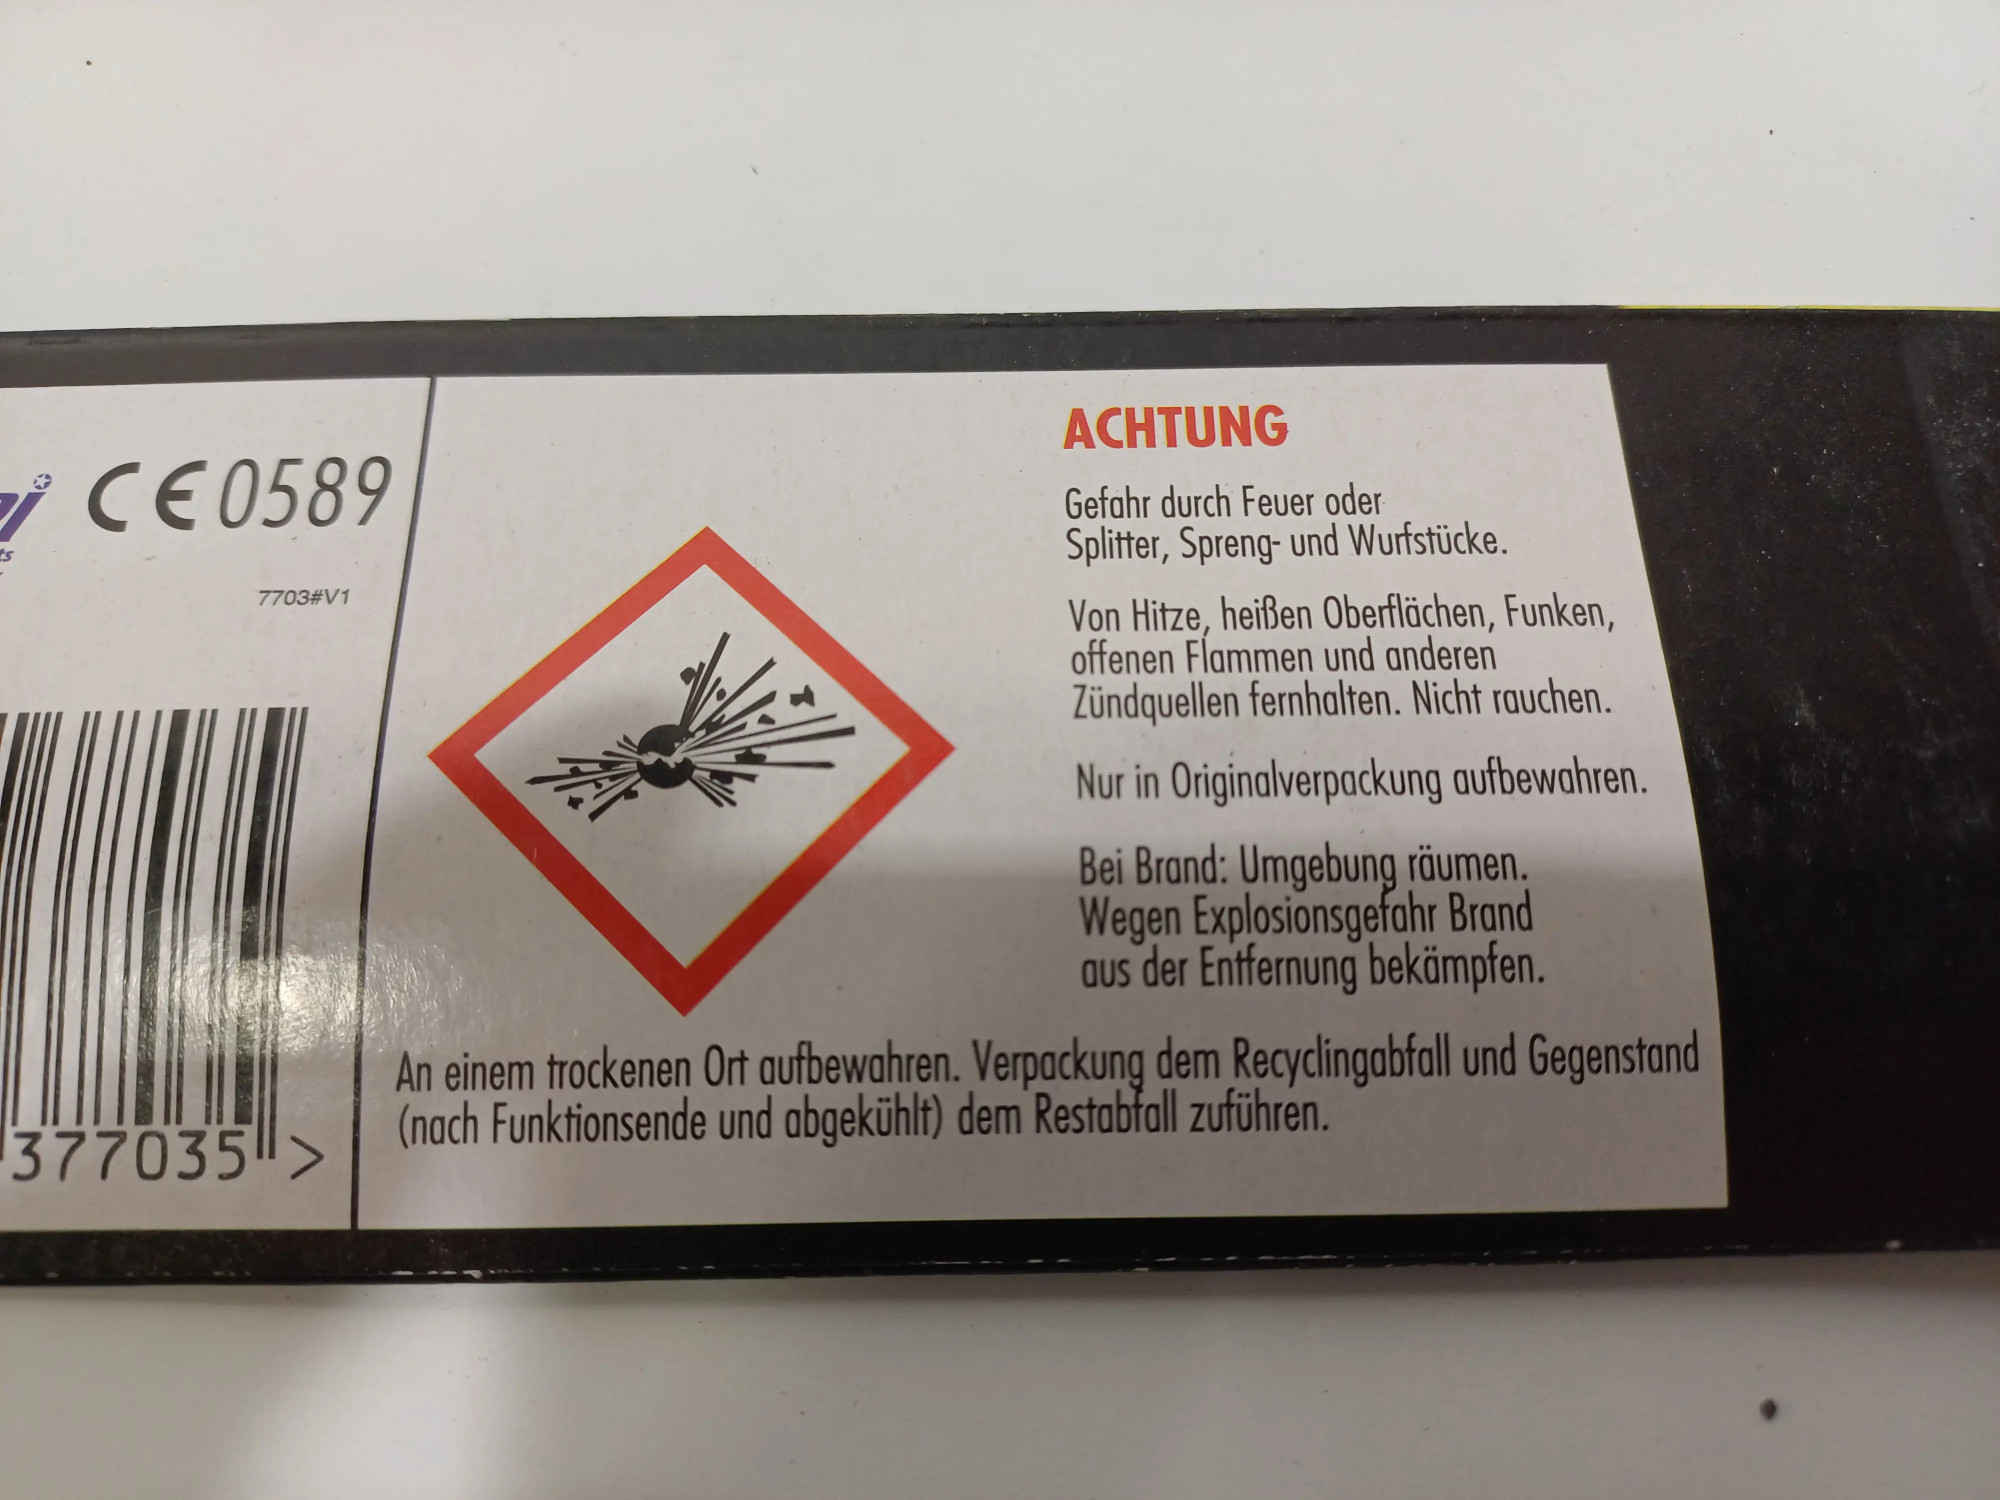 CE0589
7703#V1
377035 >
ACHTUNG
Gefahr durch Feuer oder
Splitter, Spreng- und Wurfstücke.
Von Hitze, heißen Oberflächen, Funken,
offenen Flammen und anderen
Zündquellen fernhalten. Nicht rauchen.
Nur in Originalverpackung aufbewahren.
Bei Brand: Umgebung räumen.
Wegen Explosionsgefahr Brand
aus der Entfernung bekämpfen.
An einem trockenen Ort aufbewahren. Verpackung dem Recyclingabfall und Gegenstand
(nach Funktionsende und abgekühlt) dem Restabfall zuführen.